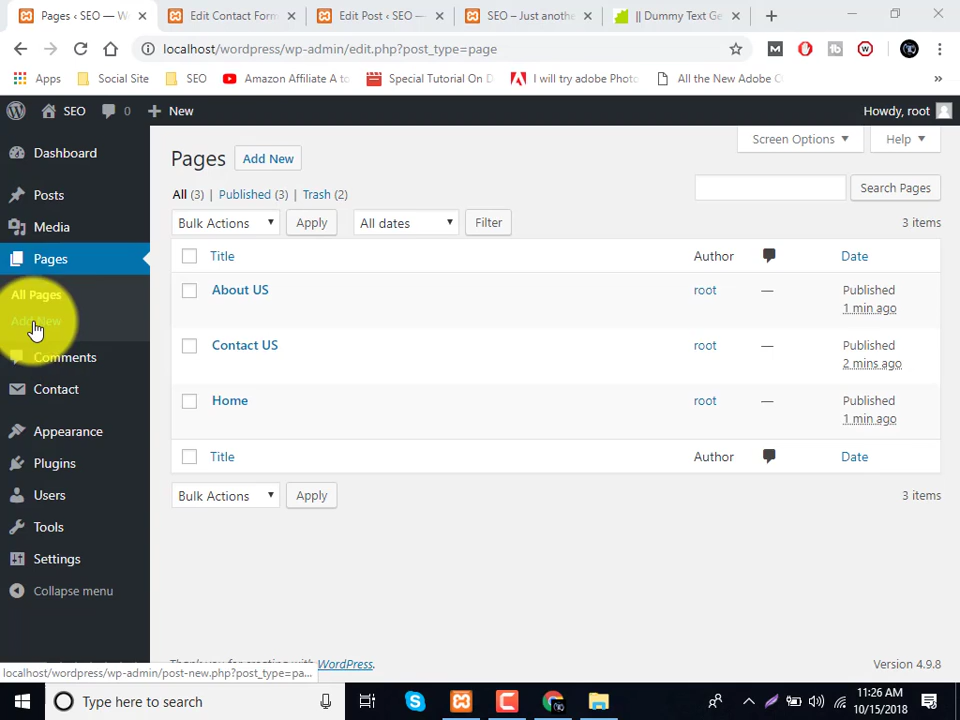 Pages ‹ SEO — W
Edit Contact Form
Edit Post ‹ SEO —
SEO – Just anothe
|| Dummy Text Ge
localhost/wordpress/wp-admin/edit.php?post_type=page
Apps
Social Site
SEO
Amazon Affiliate A to
Special Tutorial On D
I will try adobe Photo
All the New Adobe C
»
SEO
0
New
Howdy, root
Dashboard
Posts
Media
Pages
All Pages
Add New
Comments
Contact
Appearance
Plugins
Users
Tools
Settings
Collapse menu
Screen Options
Help
Pages
Add New
All (3) | Published (3) | Trash (2)
Search Pages
Bulk Actions
Apply
All dates
Filter
3 items
Title
Author
Date
About US
root
—
Published
1 min ago
Contact US
root
—
Published
2 mins ago
Home
root
—
Published
1 min ago
Title
Author
Date
Bulk Actions
Apply
3 items
Thank you for creating with WordPress.
Version 4.9.8
localhost/wordpress/wp-admin/post-new.php?post_type=pa...
Type here to search
11:26 AM
10/15/2018